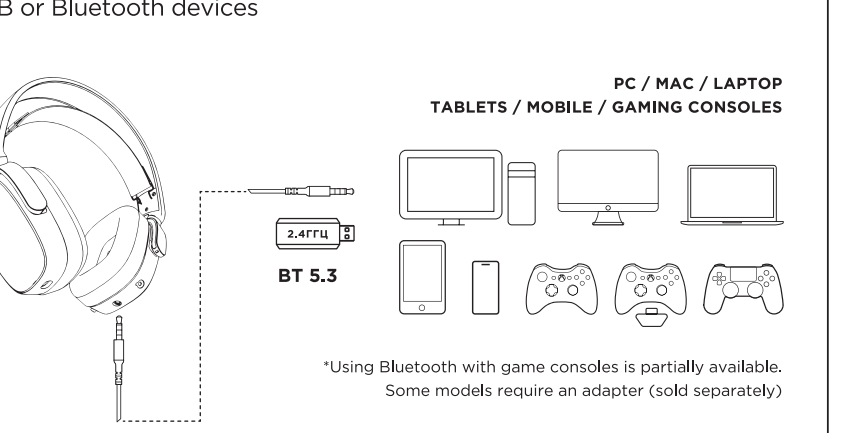 B or Bluetooth devices
PC / MAC / LAPTOP
TABLETS / MOBILE / GAMING CONSOLES
2.4ГГЦ
BT 5.3
*Using Bluetooth with game consoles is partially available.
Some models require an adapter (sold separately)